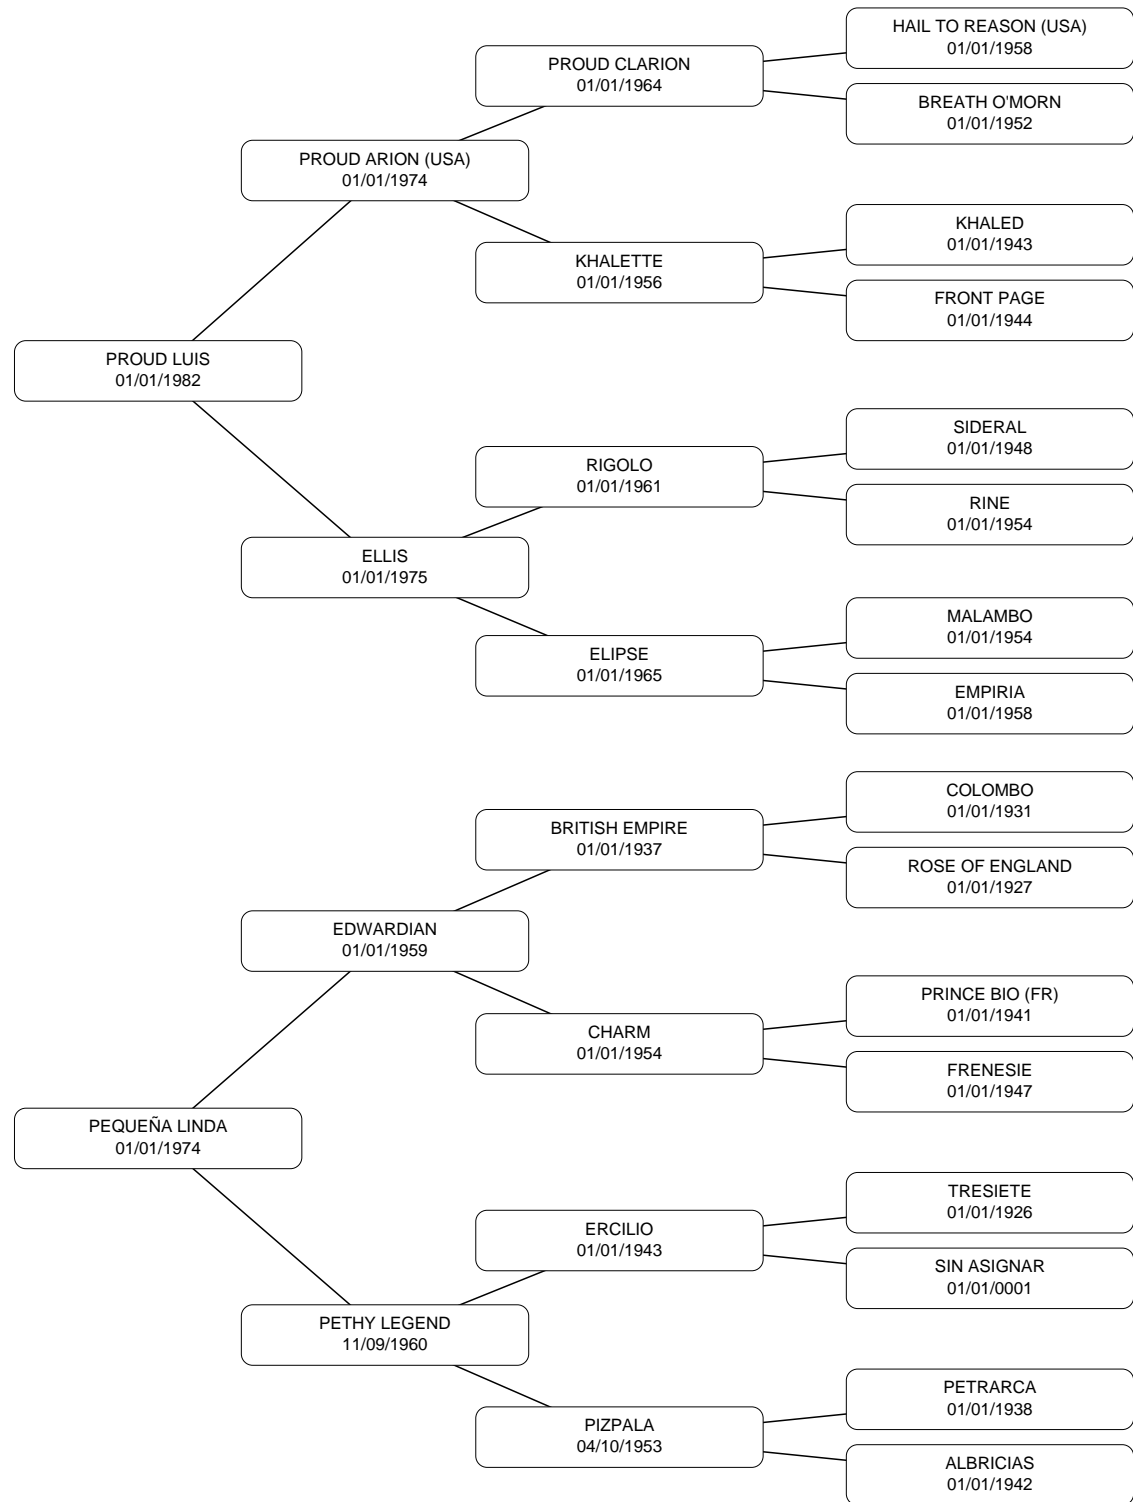 HAIL TO REASON (USA)
01/01/1958
PROUD CLARION
01/01/1964
BREATH O'MORN
01/01/1952
PROUD ARION (USA)
01/01/1974
KHALED
01/01/1943
KHALETTE
01/01/1956
FRONT PAGE
01/01/1944
PROUD LUIS
01/01/1982
SIDERAL
01/01/1948
RIGOLO
01/01/1961
RINE
01/01/1954
ELLIS
01/01/1975
MALAMBO
01/01/1954
ELIPSE
01/01/1965
EMPIRIA
01/01/1958
COLOMBO
01/01/1931
BRITISH EMPIRE
01/01/1937
ROSE OF ENGLAND
01/01/1927
EDWARDIAN
01/01/1959
PRINCE BIO (FR)
01/01/1941
CHARM
01/01/1954
FRENESIE
01/01/1947
PEQUEÑA LINDA
01/01/1974
TRESIETE
01/01/1926
ERCILIO
01/01/1943
SIN ASIGNAR
01/01/0001
PETHY LEGEND
11/09/1960
PETRARCA
01/01/1938
PIZPALA
04/10/1953
ALBRICIAS
01/01/1942